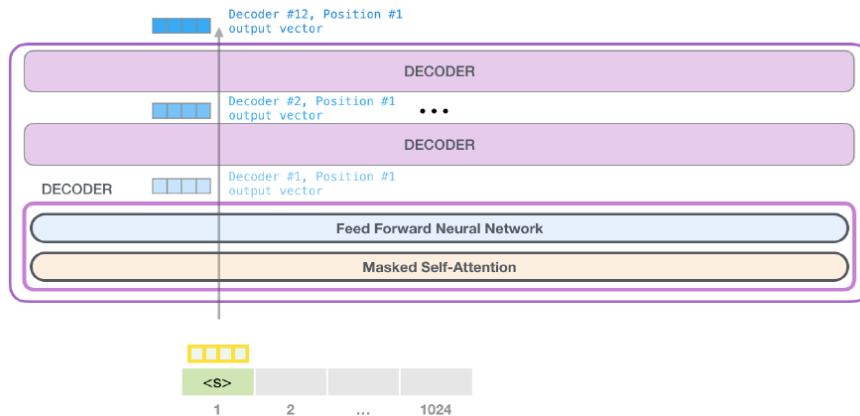 Decoder #12, Position #1
output vector
DECODER
Decoder #2, Position #1
output vector
...
DECODER
Decoder #1, Position #1
output vector
DECODER
Feed Forward Neural Network
Masked Self-Attention
<s>
1 2 ... 1024